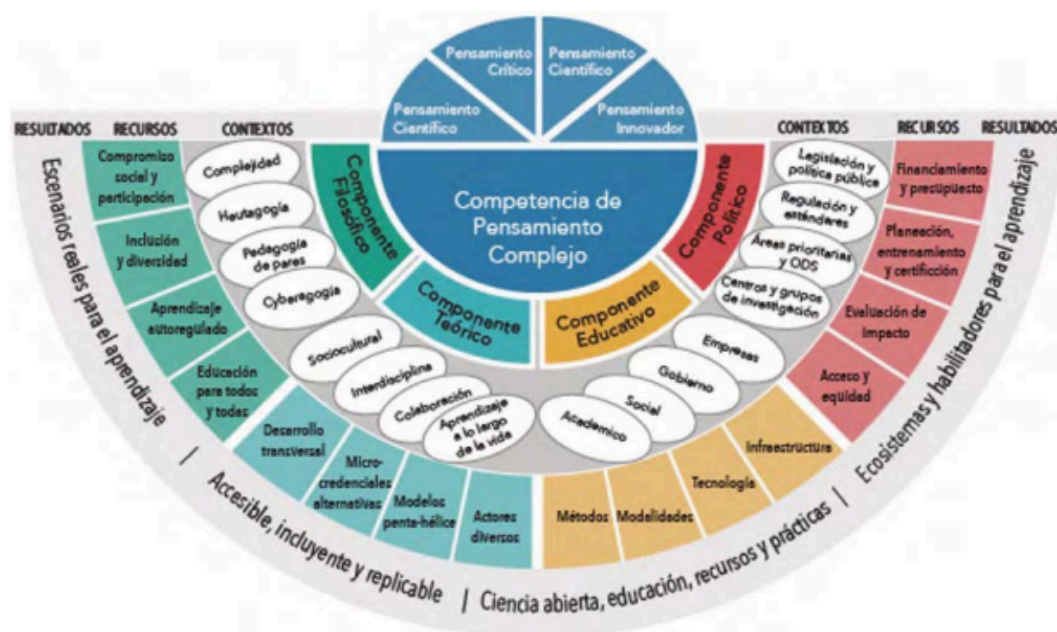 Pensamiento
Crítico
Pensamiento
Científico
Pensamiento
Científico
Pensamiento
Innovador
RESULTADOS
RECURSOS
CONTEXTOS
CONTEXTOS
RECURSOS
RESULTADOS
Competencia de
Pensamiento
Complejo
Componente
Filosófico
Componente
Teórico
Componente
Educativo
Componente
Político
Complejidad
Heutagogía
Pedagogía
de pares
Cyberagogía
Sociocultural
Interdisciplina
Colaboración
Aprendizaje
a lo largo
de la vida
Académico
Social
Gobierno
Empresas
Centros y grupos
de investigación
Áreas prioritarias
y ODS
Regulación y
estándares
Legislación y
política pública
Compromiso
social y
participación
Inclusión
y diversidad
Aprendizaje
autoregulado
Educación
para todos
y todas
Desarrollo
transversal
Micro-
credenciales
alternativas
Modelos
penta-hélice
Actores
diversos
Métodos
Modalidades
Tecnología
Infraestructura
Acceso y
eqüidad
Evaluación de
impacto
Planeación,
entrenamiento
y certificción
Financiamiento
y presüpüesto
Escenarios reales para el aprendizaje
|
Accesible, incluyente y replicable
|
Ciencia abierta, educación, recursos y prácticas
|
Ecosistemas y habilitadores para el aprendizaje